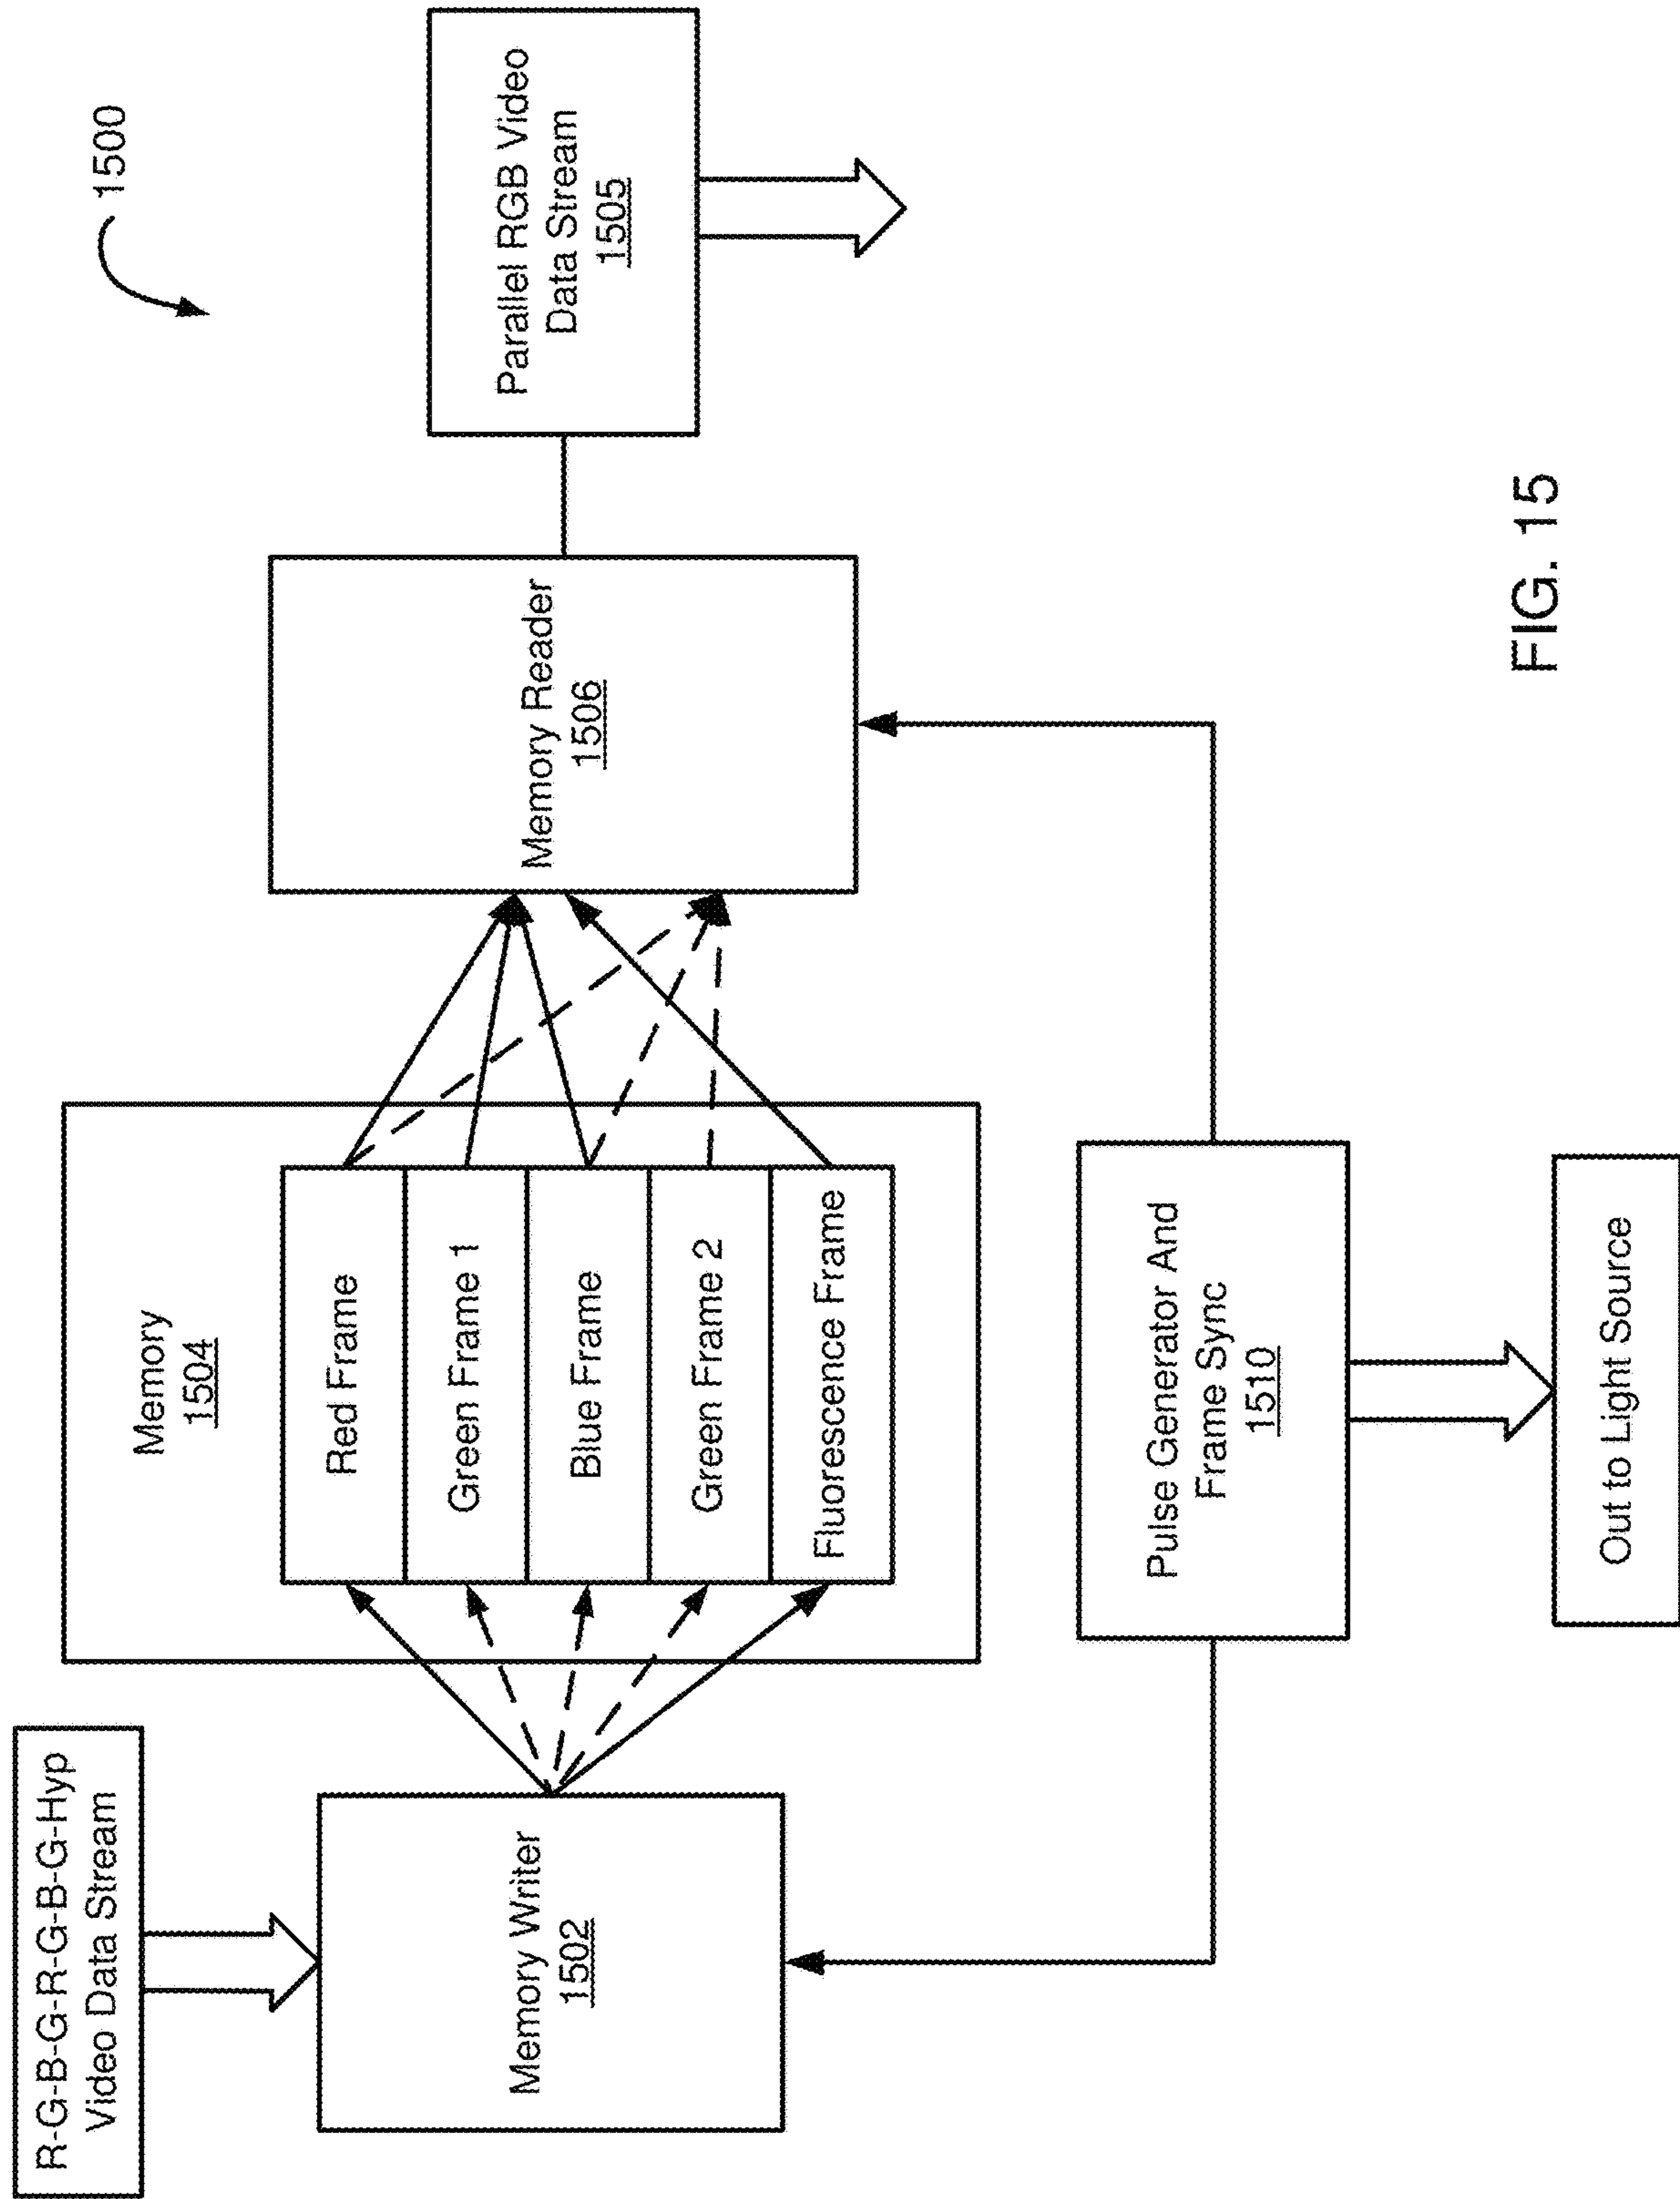 1500
R-G-B-G-R-G-B-G-Hyp
Video Data Stream
Memory Writer
1502
Memory
1504
Red Frame
Green Frame 1
Blue Frame
Green Frame 2
Fluorescence Frame
Memory Reader
1506
Parallel RGB Video
Data Stream
1505
Pulse Generator And
Frame Sync
1510
Out to Light Source
FIG. 15